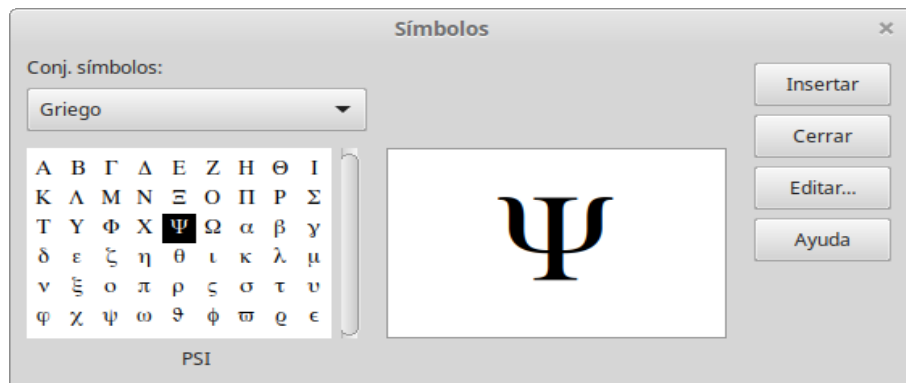 Símbolos
Conj. símbolos:
Griego
Α Β Γ Δ Ε Ζ Η Θ Ι
Κ Λ Μ Ν Ξ Ο Π Ρ Σ
Τ Υ Φ Χ Ψ Ω α β γ
δ ε ζ η θ ι κ λ μ
ν ξ ο π ρ ς σ τ υ
φ χ ψ ω ϑ ϕ ϖ ϱ ϵ
PSI
Ψ
Insertar
Cerrar
Editar...
Ayuda